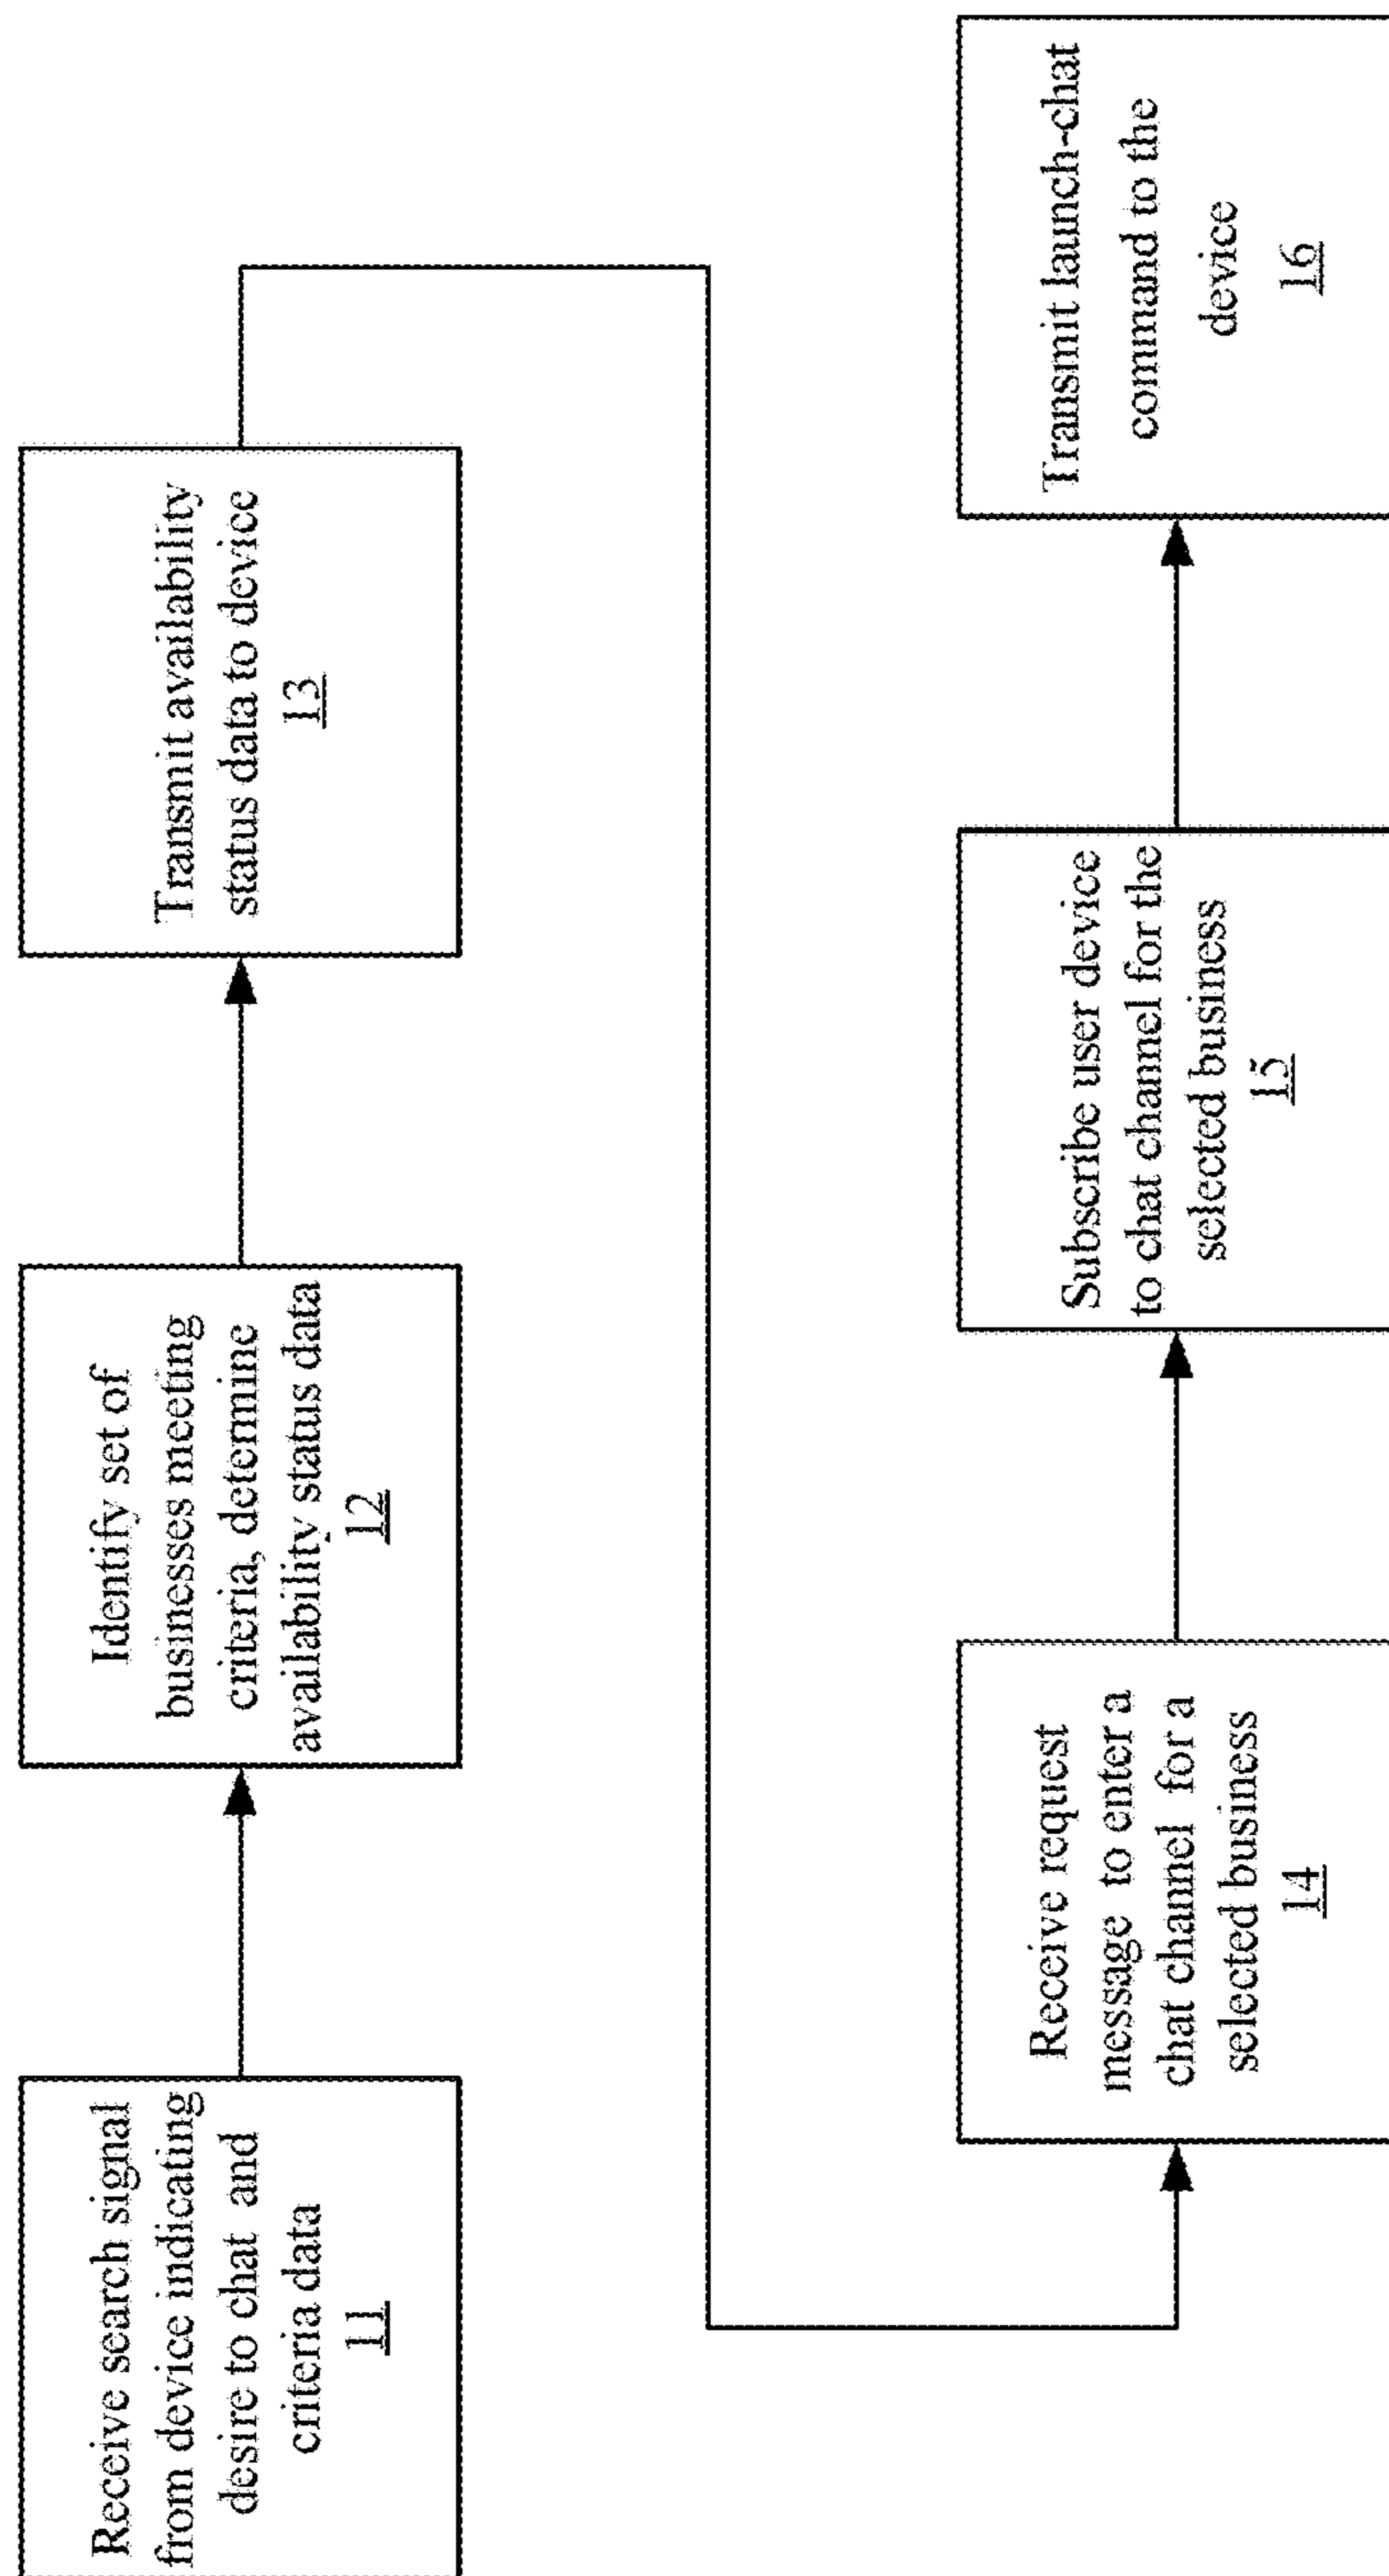 Receive search signal
from device indicating
desire to chat and
criteria data
11
Identify set of
businesses meeting
criteria, determine
availability status data
12
Transmit availability
status data to device
13
Receive request
message to enter a
chat channel for a
selected business
14
Subscribe user device
to chat channel for the
selected business
15
Transmit launch-chat
command to the
device
16